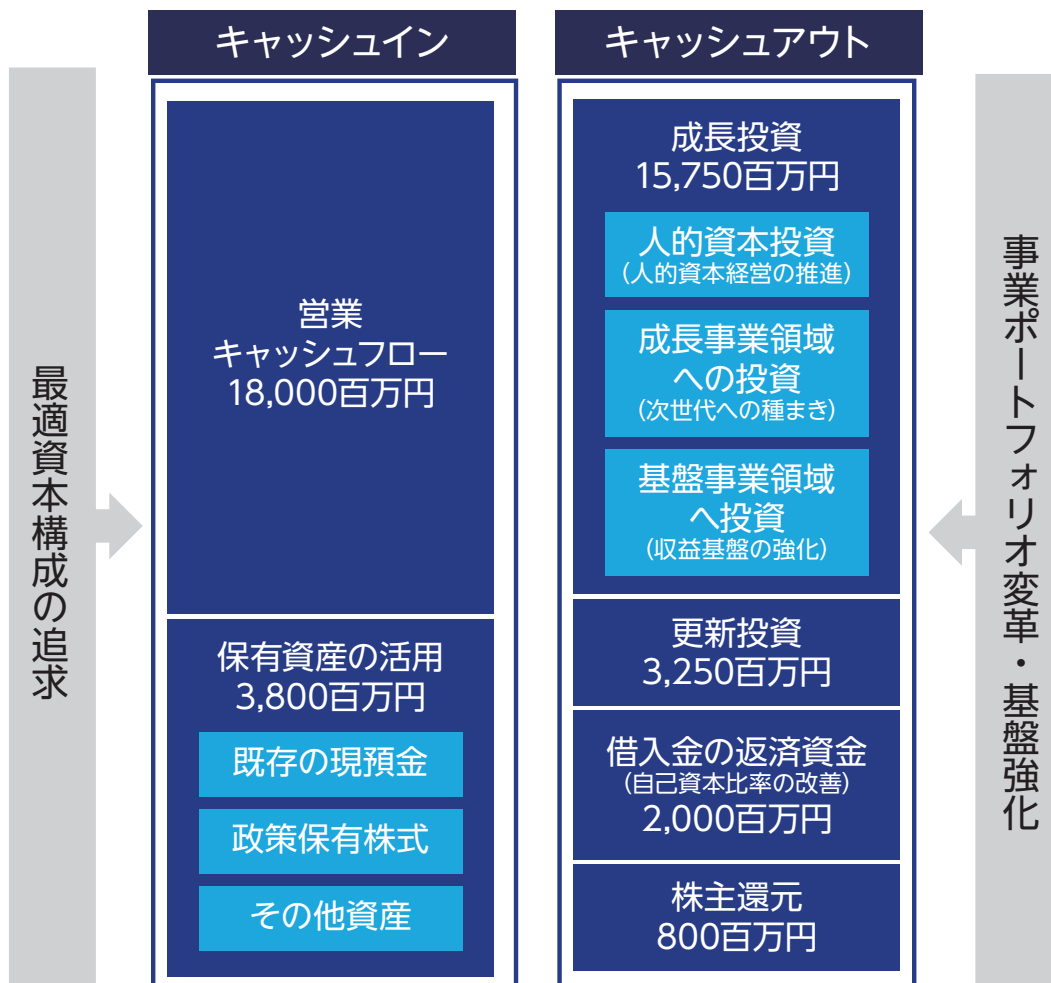 最適資本構成の追求
キャッシュイン
営業
キャッシュフロー
18,000百万円
保有資産の活用
3,800百万円
既存の現預金
政策保有株式
その他資産
キャッシュアウト
成長投資
15,750百万円
人的資本投資
(人的資本経営の推進)
成長事業領域
への投資
(次世代への種まき)
基盤事業領域
へ投資
(収益基盤の強化)
更新投資
3,250百万円
借入金の返済資金
(自己資本比率の改善)
2,000百万円
株主還元
800百万円
事業ポートフォリオ変革・基盤強化